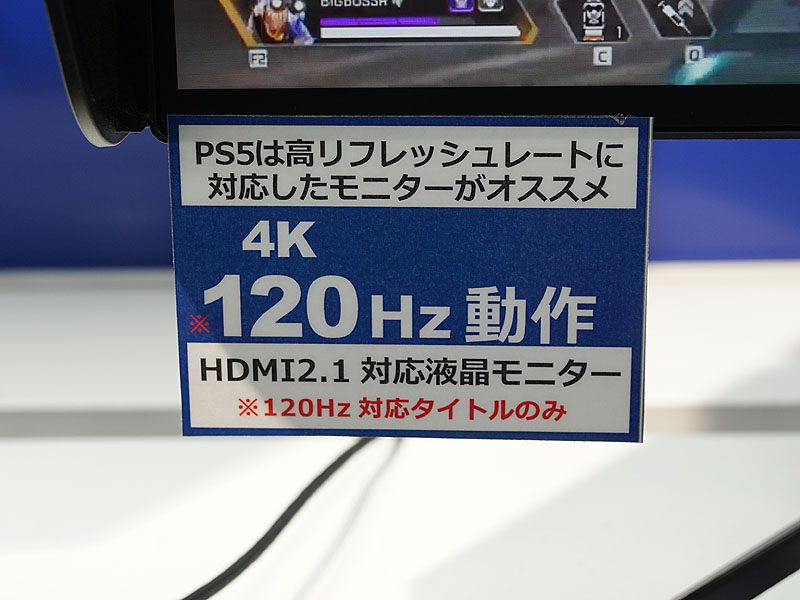 BIGBOSSA
F2
1
C
Q
PS5は高リフレッシュレートに
対応したモニターがオススメ
4K
※120Hz 動作
HDMI2.1 対応液晶モニター
※120Hz 対応タイトルのみ